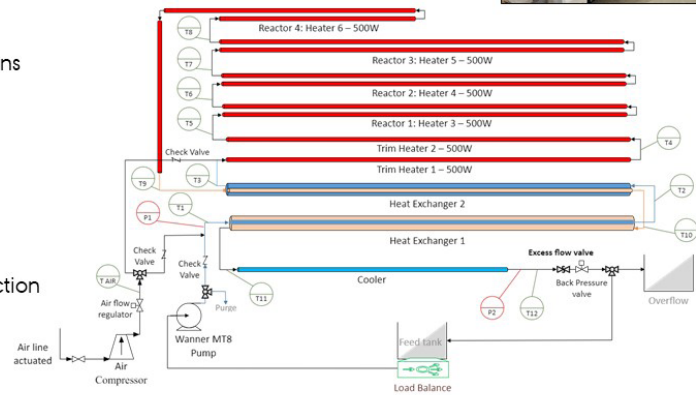 ns
ction
T8
Reactor 4: Heater 6 – 500W
T7
Reactor 3: Heater 5 – 500W
T6
Reactor 2: Heater 4 – 500W
T5
Reactor 1: Heater 3 – 500W
T4
Trim Heater 2 – 500W
Check Valve
Trim Heater 1 – 500W
T9
T3
T2
Heat Exchanger 2
T1
P1
T10
Heat Exchanger 1
Check
Valve
Check
Valve
Excess flow valve
T AIR
Cooler
Back Pressure
valve
T11
Purge
P2
T12
Overflow
Air flow
regulator
Wanner MT8
Pump
Feed tank
Air line
actuated
Air
Compressor
Load Balance